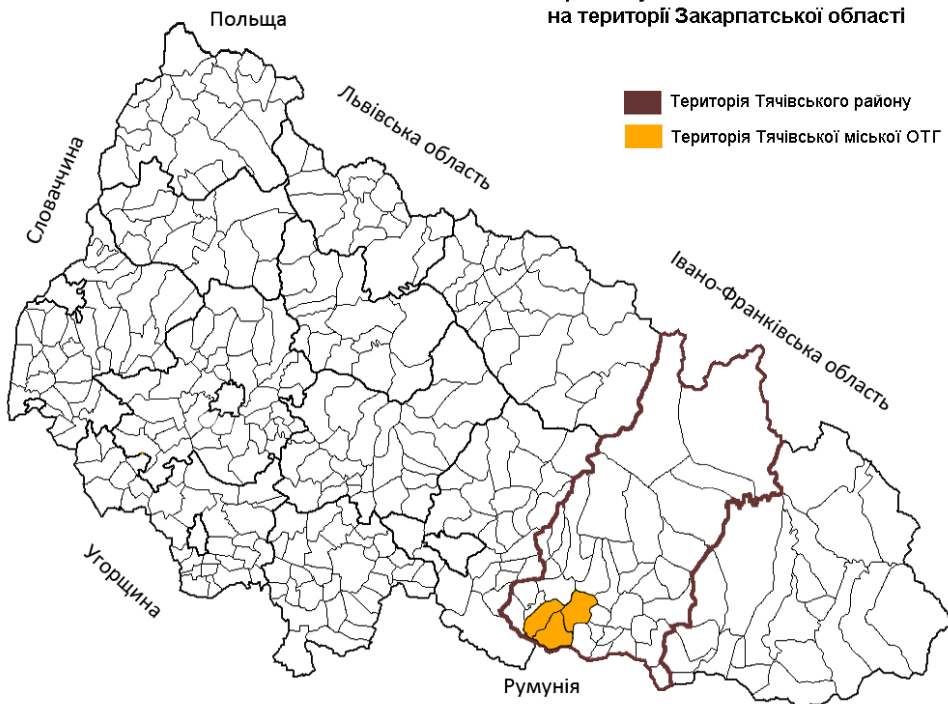 на території Закарпатської області
Польща
Львівська область
Територія Тячівського району
Територія Тячівської міської ОТГ
Словаччина
Івано-Франківська область
Угорщина
Румунія